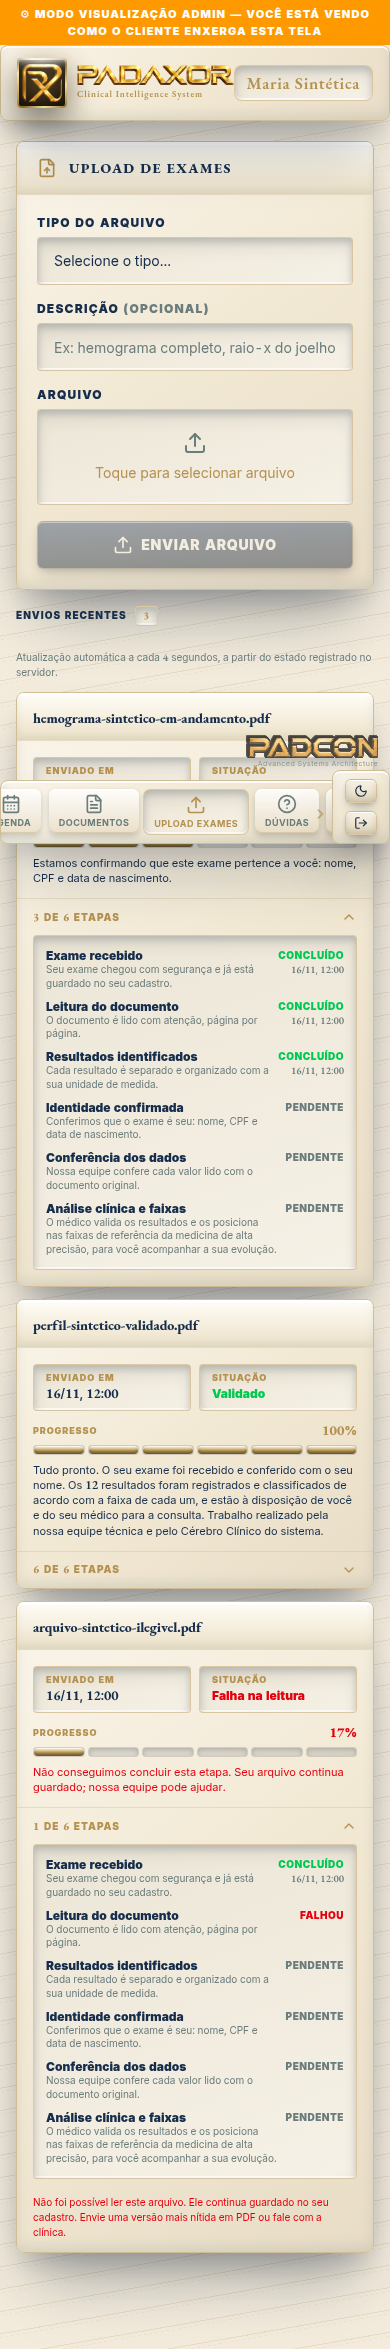 ⚙ MODO VISUALIZAÇÃO ADMIN — VOCÊ ESTÁ VENDO
COMO O CLIENTE ENXERGA ESTA TELA
PADAXOR
Clinical Intelligence System
Maria Sintética
UPLOAD DE EXAMES
TIPO DO ARQUIVO
Selecione o tipo...
DESCRIÇÃO (OPCIONAL)
Ex: hemograma completo, raio-x do joelho
ARQUIVO
Toque para selecionar arquivo
ENVIAR ARQUIVO
ENVIOS RECENTES 3
Atualização automática a cada 4 segundos, a partir do estado registrado no
servidor.
hemograma-sintetico-em-andamento.pdf
PADCON
Advanced Systems Architecture
ENVIADO EM
SITUAÇÃO
GENDA
DOCUMENTOS
UPLOAD EXAMES
DÚVIDAS
Estamos confirmando que este exame pertence a você: nome,
CPF e data de nascimento.
3 DE 6 ETAPAS
Exame recebido CONCLUÍDO
Seu exame chegou com segurança e já está 16/11, 12:00
guardado no seu cadastro.
Leitura do documento CONCLUÍDO
O documento é lido com atenção, página por 16/11, 12:00
página.
Resultados identificados CONCLUÍDO
Cada resultado é separado e organizado com a 16/11, 12:00
sua unidade de medida.
Identidade confirmada PENDENTE
Conferimos que o exame é seu: nome, CPF e
data de nascimento.
Conferência dos dados PENDENTE
Nossa equipe confere cada valor lido com o
documento original.
Análise clínica e faixas PENDENTE
O médico valida os resultados e os posiciona
nas faixas de referência da medicina de alta
precisão, para você acompanhar a sua evolução.
perfil-sintetico-validado.pdf
ENVIADO EM SITUAÇÃO
16/11, 12:00 Validado
PROGRESSO 100%
Tudo pronto. O seu exame foi recebido e conferido com o seu
nome. Os 12 resultados foram registrados e classificados de
acordo com a faixa de cada um, e estão à disposição de você
e do seu médico para a consulta. Trabalho realizado pela
nossa equipe técnica e pelo Cérebro Clínico do sistema.
6 DE 6 ETAPAS
arquivo-sintetico-ilegivel.pdf
ENVIADO EM SITUAÇÃO
16/11, 12:00 Falha na leitura
PROGRESSO 17%
Não conseguimos concluir esta etapa. Seu arquivo continua
guardado; nossa equipe pode ajudar.
1 DE 6 ETAPAS
Exame recebido CONCLUÍDO
Seu exame chegou com segurança e já está 16/11, 12:00
guardado no seu cadastro.
Leitura do documento FALHOU
O documento é lido com atenção, página por
página.
Resultados identificados PENDENTE
Cada resultado é separado e organizado com a
sua unidade de medida.
Identidade confirmada PENDENTE
Conferimos que o exame é seu: nome, CPF e
data de nascimento.
Conferência dos dados PENDENTE
Nossa equipe confere cada valor lido com o
documento original.
Análise clínica e faixas PENDENTE
O médico valida os resultados e os posiciona
nas faixas de referência da medicina de alta
precisão, para você acompanhar a sua evolução.
Não foi possível ler este arquivo. Ele continua guardado no seu
cadastro. Envie uma versão mais nítida em PDF ou fale com a
clínica.